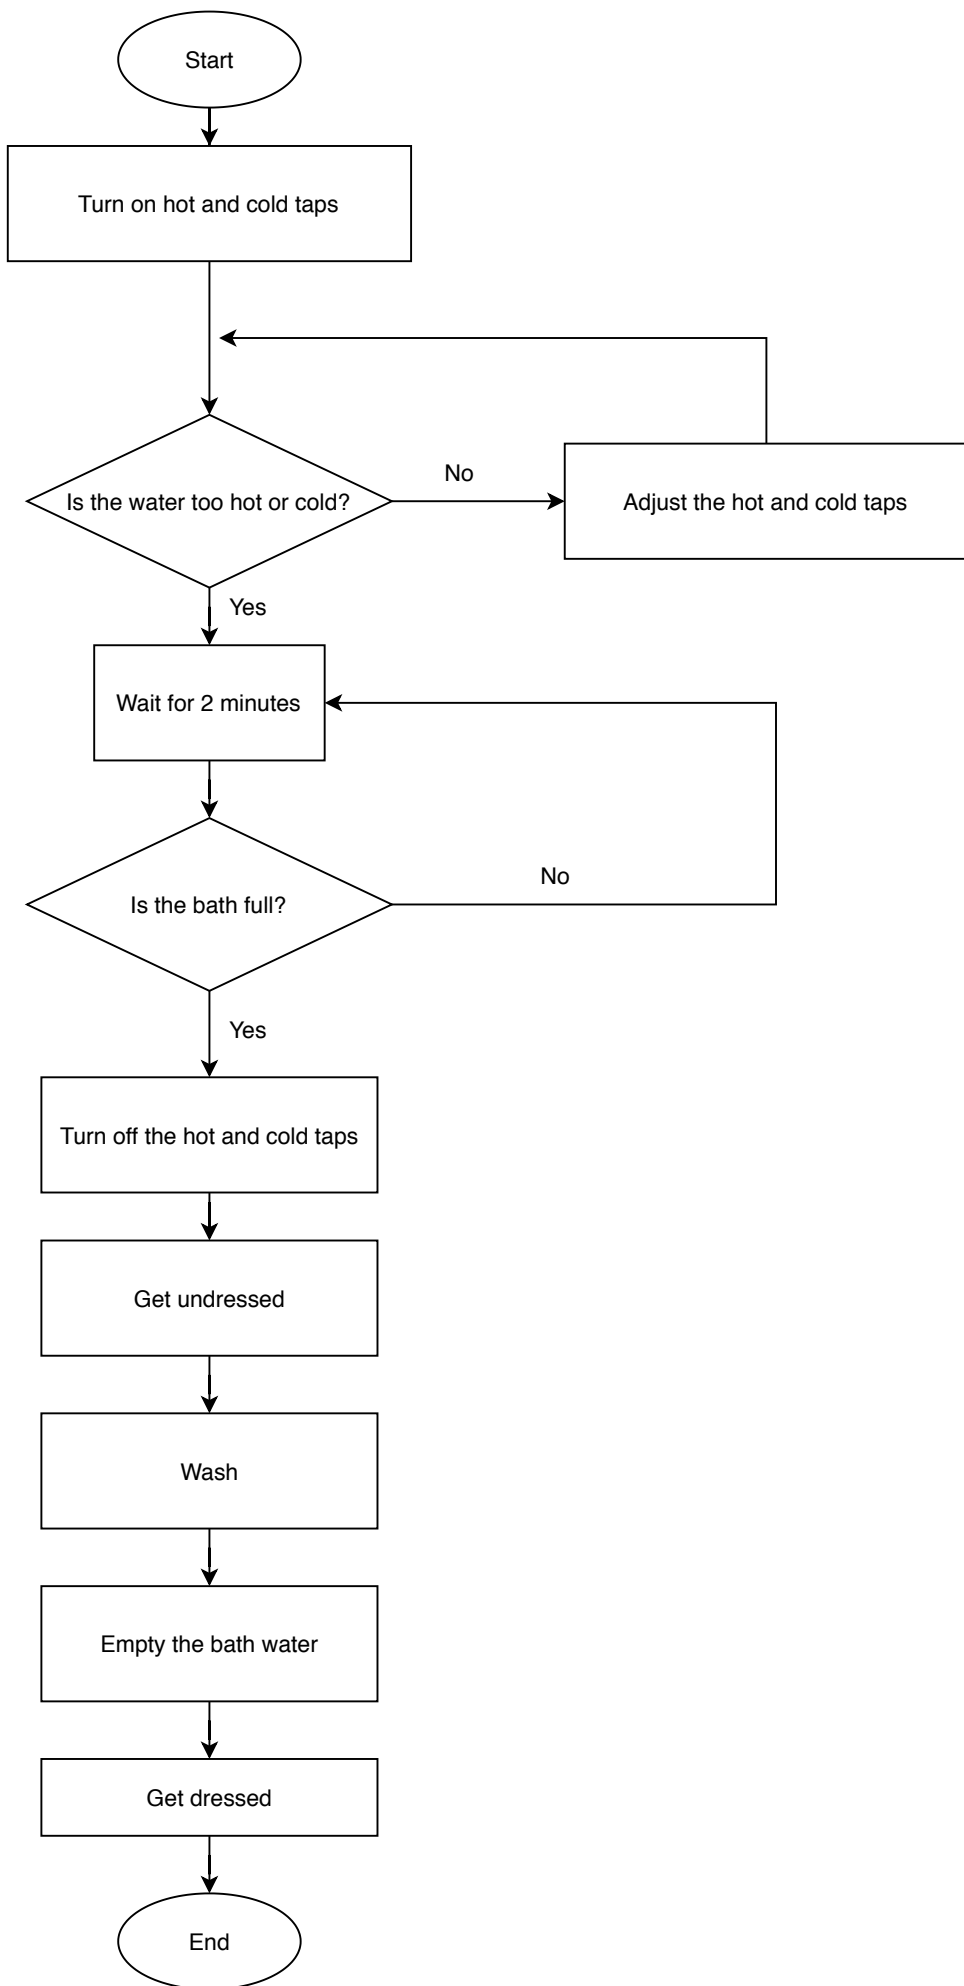 Start
Turn on hot and cold taps
Is the water too hot or cold?
No
Adjust the hot and cold taps
Yes
Wait for 2 minutes
Is the bath full?
No
Yes
Turn off the hot and cold taps
Get undressed
Wash
Empty the bath water
Get dressed
End